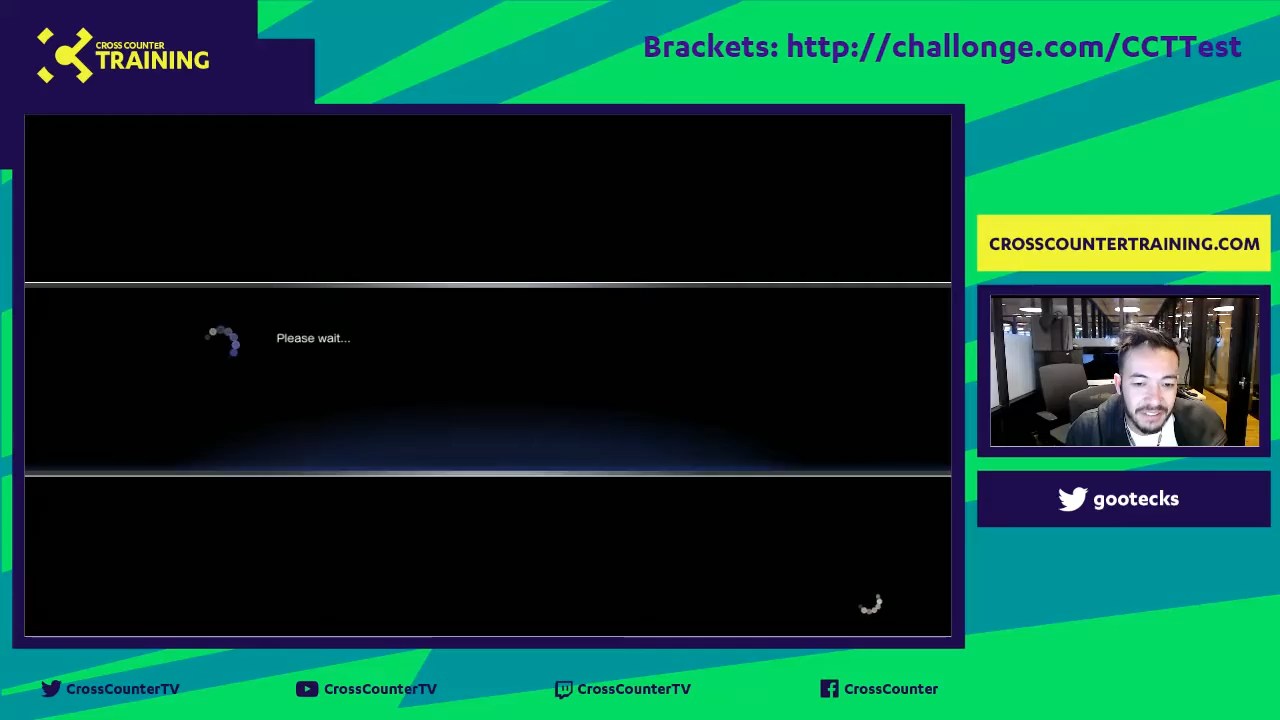 CROSS COUNTER
TRAINING
Brackets: http://challonge.com/CCTTest
Please wait...
CROSSCOUNTERTRAINING.COM
gootecks
CrossCounterTV
CrossCounterTV
CrossCounterTV
CrossCounter